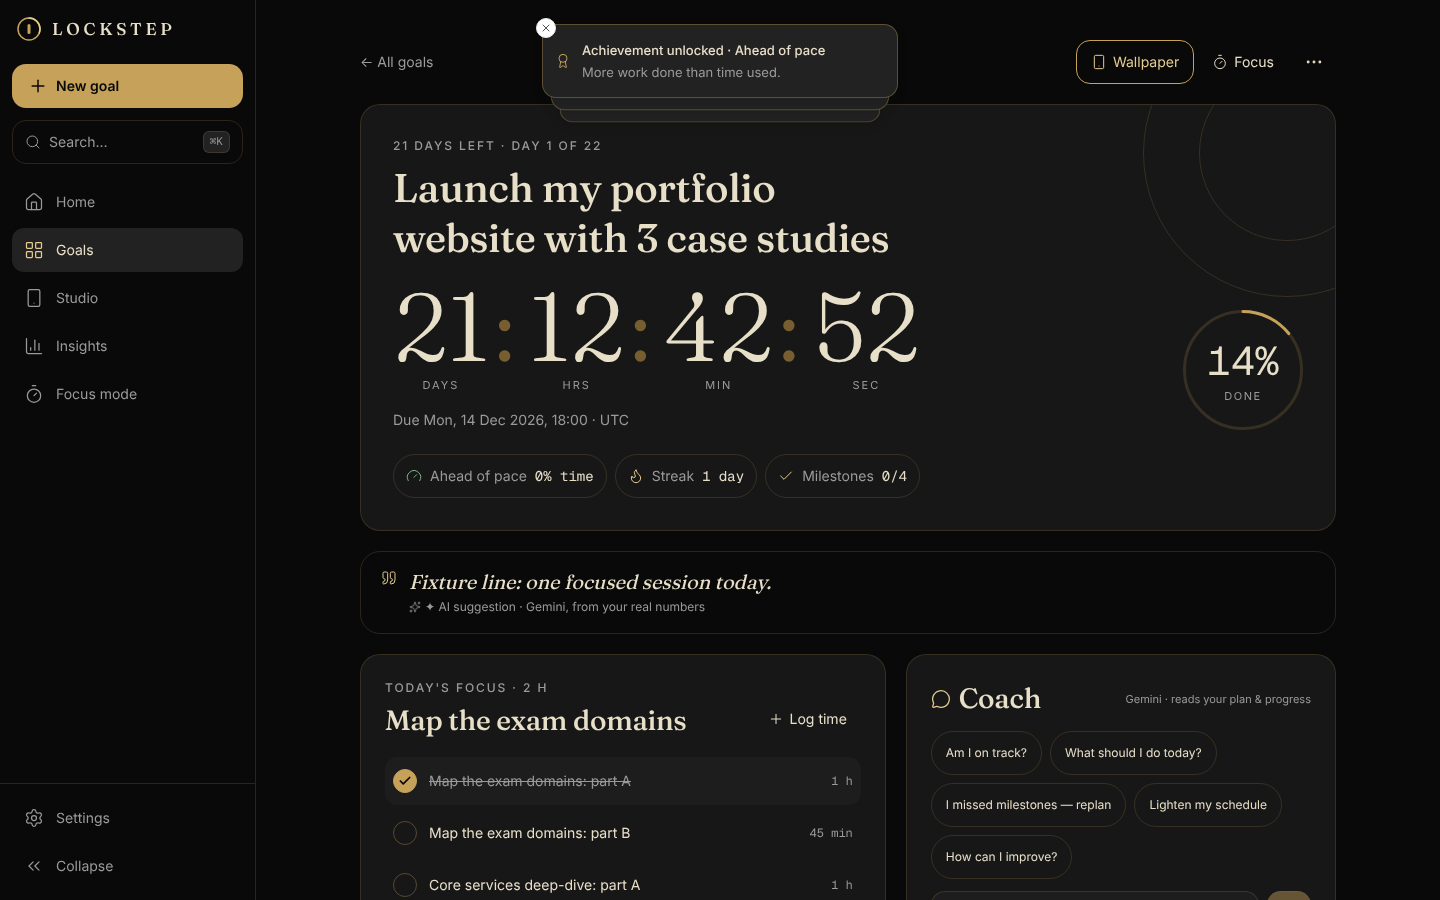 LOCKSTEP
New goal
Search... ⌘K
Home
Goals
Studio
Insights
Focus mode
Settings
Collapse
← All goals
Achievement unlocked · Ahead of pace
More work done than time used.
Wallpaper
Focus
21 DAYS LEFT · DAY 1 OF 22
Launch my portfolio
website with 3 case studies
21:12:42:52
DAYS HRS MIN SEC
Due Mon, 14 Dec 2026, 18:00 · UTC
14%
DONE
Ahead of pace 0% time
Streak 1 day
Milestones 0/4
Fixture line: one focused session today.
✦ AI suggestion · Gemini, from your real numbers
TODAY'S FOCUS · 2 H
Map the exam domains
Log time
Map the exam domains: part A 1 h
Map the exam domains: part B 45 min
Core services deep-dive: part A 1 h
Coach
Gemini · reads your plan & progress
Am I on track?
What should I do today?
I missed milestones — replan
Lighten my schedule
How can I improve?